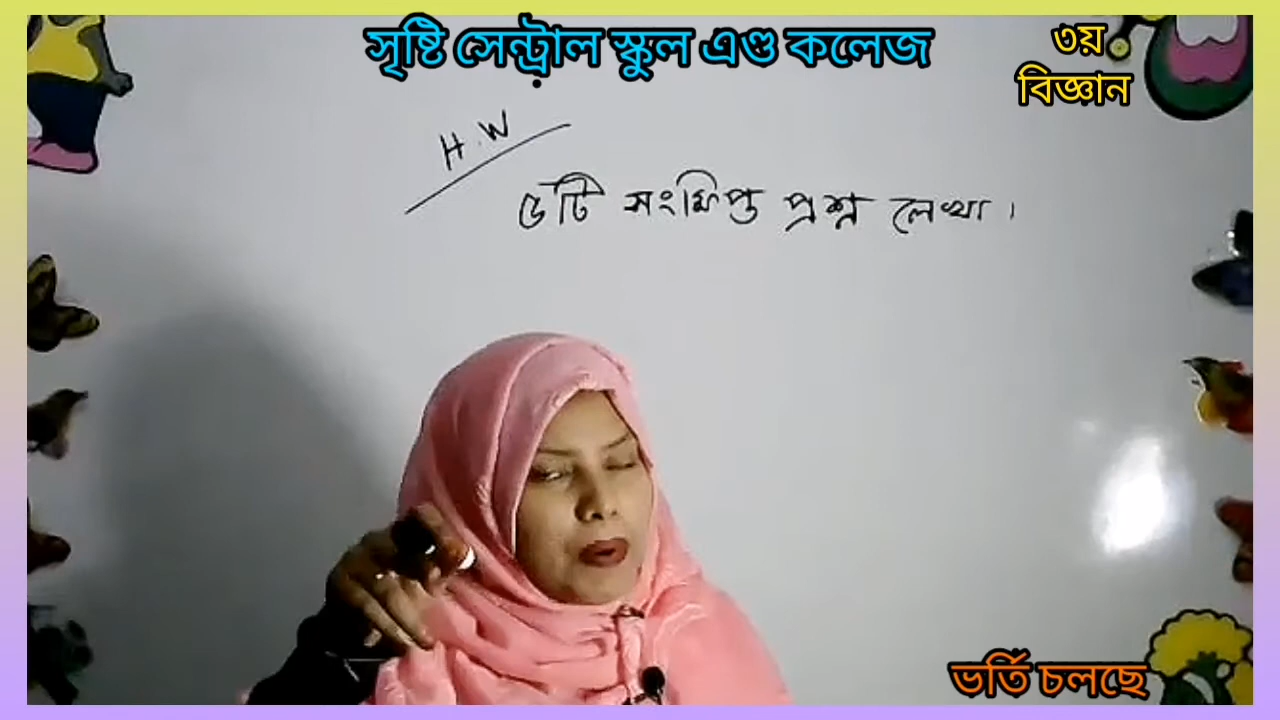 সৃষ্টি সেন্ট্রাল স্কুল এণ্ড কলেজ
৩য়
বিজ্ঞান
H.W
৫টি সংক্ষিপ্ত প্রশ্ন লেখা।
ভর্তি চলছে